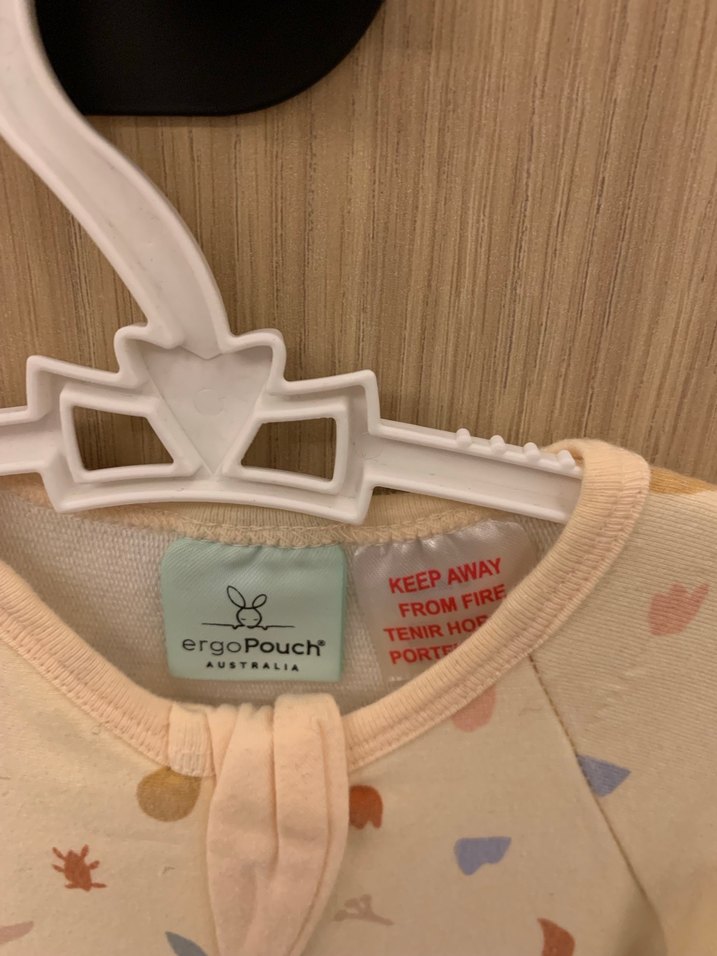 ergoPouch®
AUSTRALIA
KEEP AWAY
FROM FIRE
TENIR